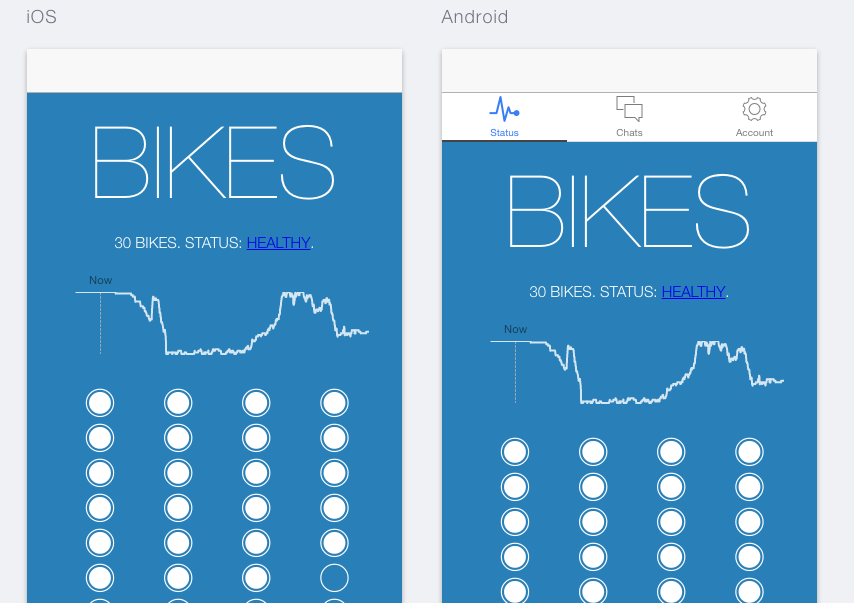 iOS
Android
BIKES
30 BIKES. STATUS: HEALTHY.
Now
Status
Chats
Account
BIKES
30 BIKES. STATUS: HEALTHY.
Now